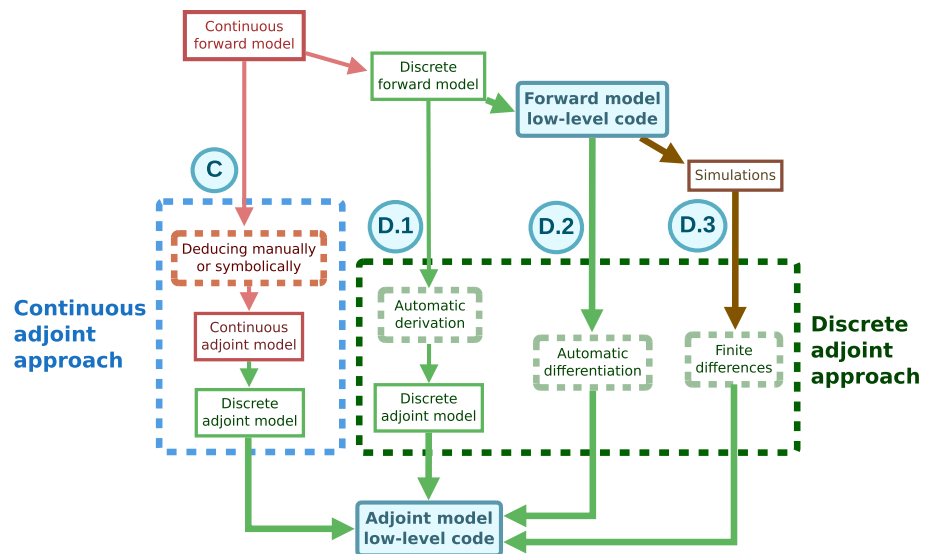 Continuous
forward model
Discrete
forward model
Forward model
low-level code
Simulations
C
D.1
D.2
D.3
Deducing manually
or symbolically
Continuous
adjoint model
Discrete
adjoint model
Continuous
adjoint
approach
Automatic
derivation
Discrete
adjoint model
Automatic
differentiation
Finite
differences
Discrete
adjoint
approach
Adjoint model
low-level code